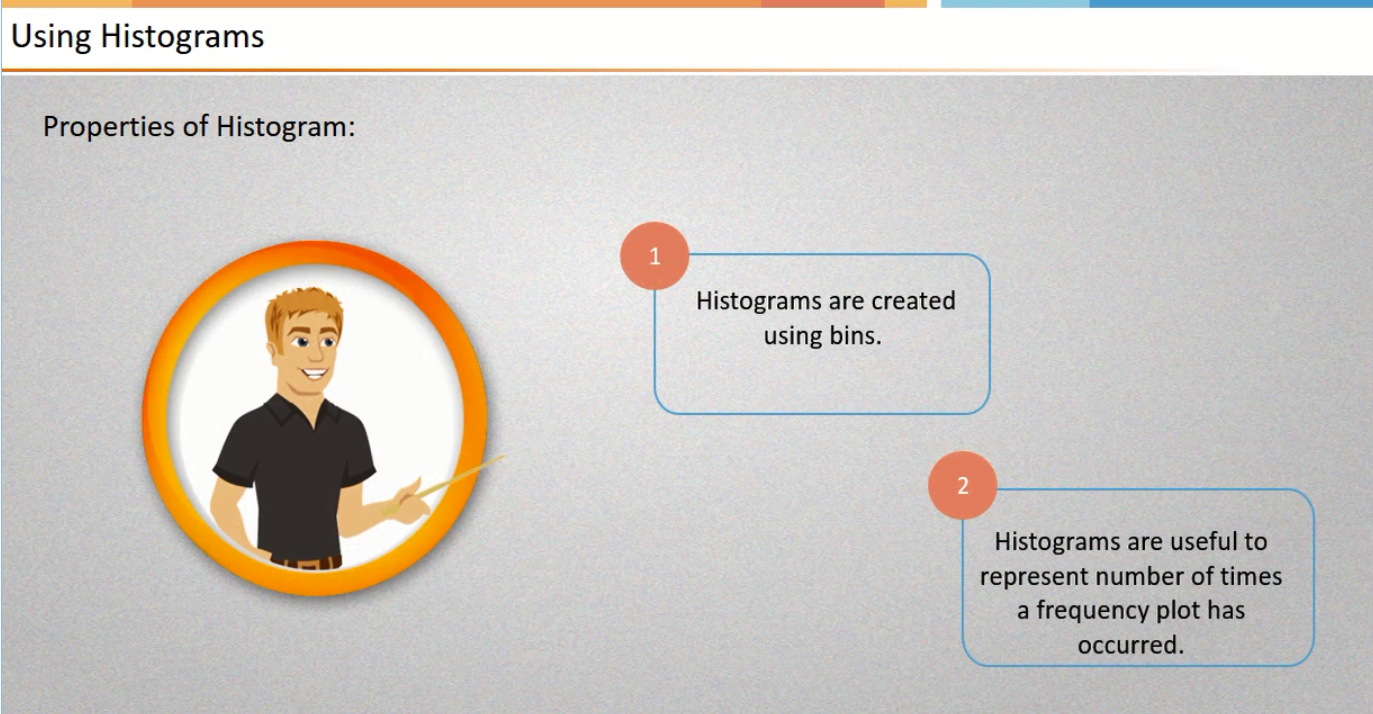 Using Histograms
Properties of Histogram:
1
Histograms are created
using bins.
2
Histograms are useful to
represent number of times
a frequency plot has
occurred.